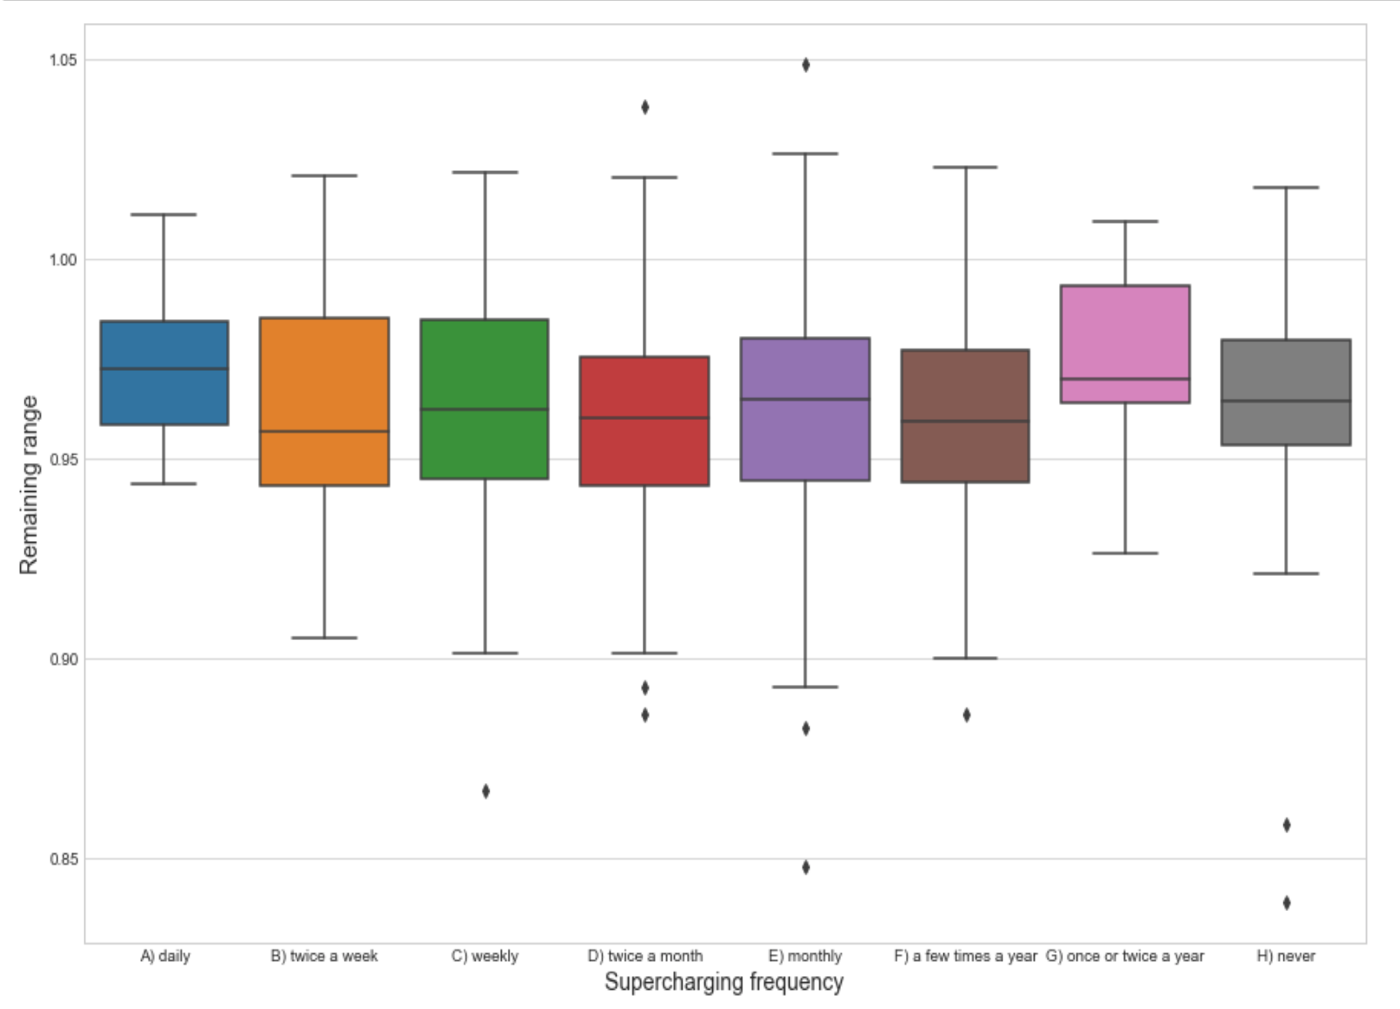 1.05
1.00
0.95
0.90
0.85
Remaining range
A) daily
B) twice a week
C) weekly
D) twice a month
E) monthly
F) a few times a year
G) once or twice a year
H) never
Supercharging frequency